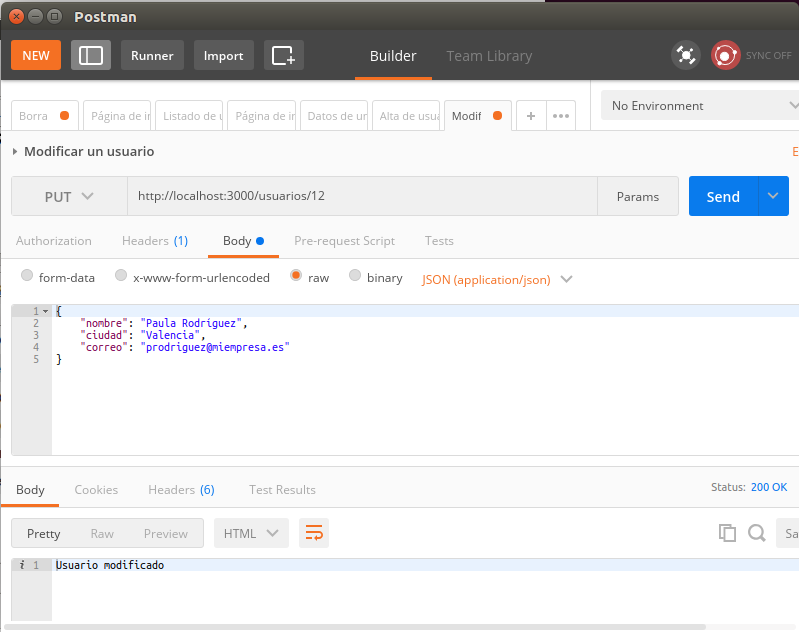 Postman
NEW Runner Import Builder Team Library SYNC OFF
Borra Página de in Listado de u Página de in Datos de un Alta de usua Modif + ••• No Environment
Modificar un usuario E
PUT http://localhost:3000/usuarios/12 Params Send
Authorization Headers (1) Body Pre-request Script Tests
form-data x-www-form-urlencoded raw binary JSON (application/json)
1 {
2 "nombre": "Paula Rodriguez",
3 "ciudad": "Valencia",
4 "correo": "prodriguez@miempresa.es"
5 }
Body Cookies Headers (6) Test Results Status: 200 OK
Pretty Raw Preview HTML Sa
i 1 Usuario modificado